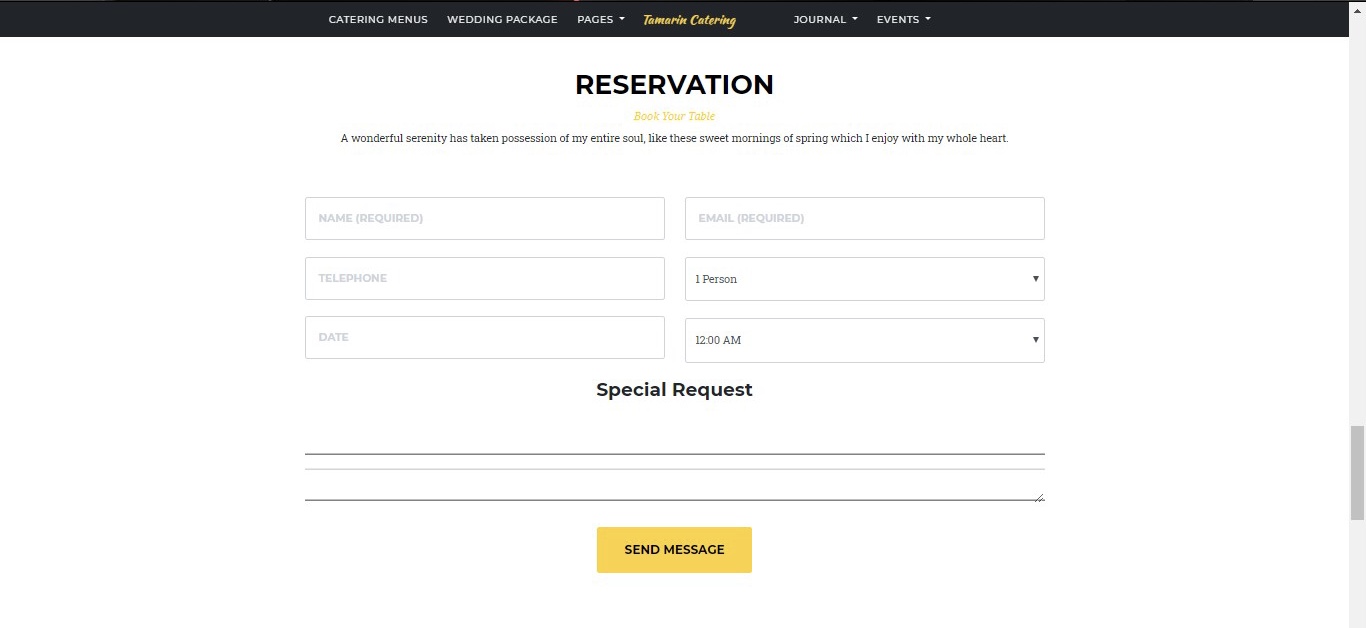 CATERING MENUS WEDDING PACKAGE PAGES Tamarin Catering JOURNAL EVENTS
RESERVATION
Book Your Table
A wonderful serenity has taken possession of my entire soul, like these sweet mornings of spring which I enjoy with my whole heart.
NAME (REQUIRED) EMAIL (REQUIRED)
TELEPHONE 1 Person
DATE 12:00 AM
Special Request
SEND MESSAGE